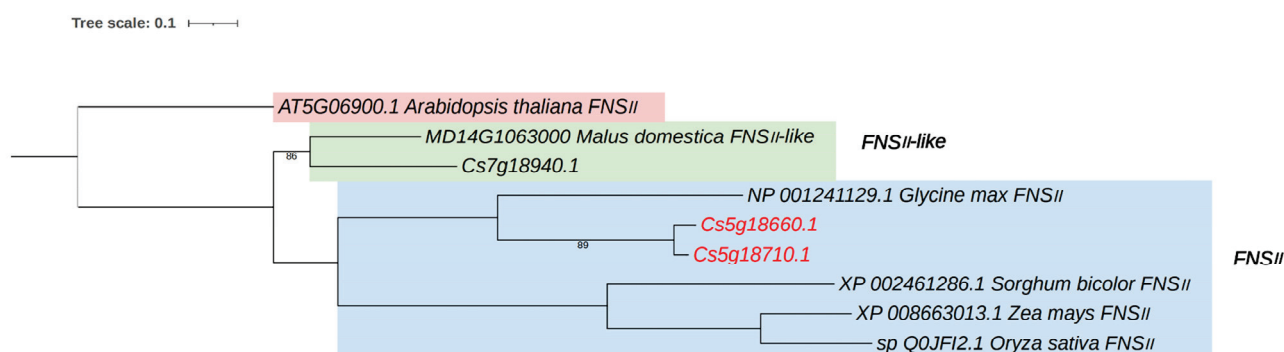 Tree scale: 0.1
AT5G06900.1 Arabidopsis thaliana FNSII
MD14G1063000 Malus domestica FNSII-like
FNSII-like
86
Cs7g18940.1
NP 001241129.1 Glycine max FNSII
Cs5g18660.1
89
Cs5g18710.1
FNSII
XP 002461286.1 Sorghum bicolor FNSII
XP 008663013.1 Zea mays FNSII
sp Q0JFI2.1 Oryza sativa FNSII